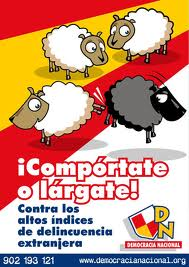 ¡Compórtate
o lárgate!
Contra los
altos índices
de delincuencia
extranjera
DN
DEMOCRACIA NACIONAL
902 193 121
www.democracianacional.org